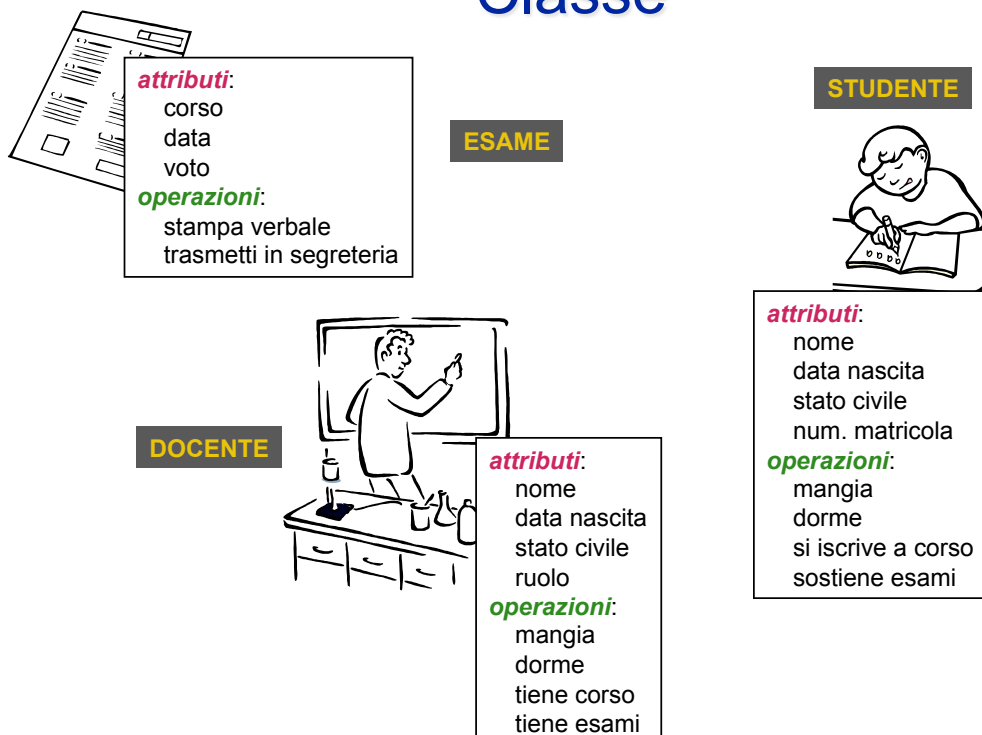 Classe
attributi:
corso
data
voto
operazioni:
stampa verbale
trasmetti in segreteria
ESAME
STUDENTE
attributi:
nome
data nascita
stato civile
num. matricola
operazioni:
mangia
dorme
si iscrive a corso
sostiene esami
DOCENTE
attributi:
nome
data nascita
stato civile
ruolo
operazioni:
mangia
dorme
tiene corso
tiene esami